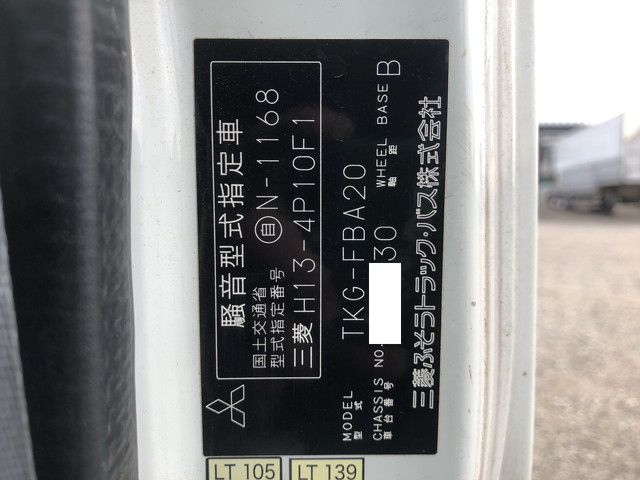 騒音型式指定車
国土交通省
型式指定番号 自 N-1168
三菱 H13-4P10F1
MODEL
型式 TKG-FBA20
CHASSIS NO. 30 WHEEL BASE B
車台番号 軸距
三菱ふそうトラック・バス株式会社
LT 105
LT 139